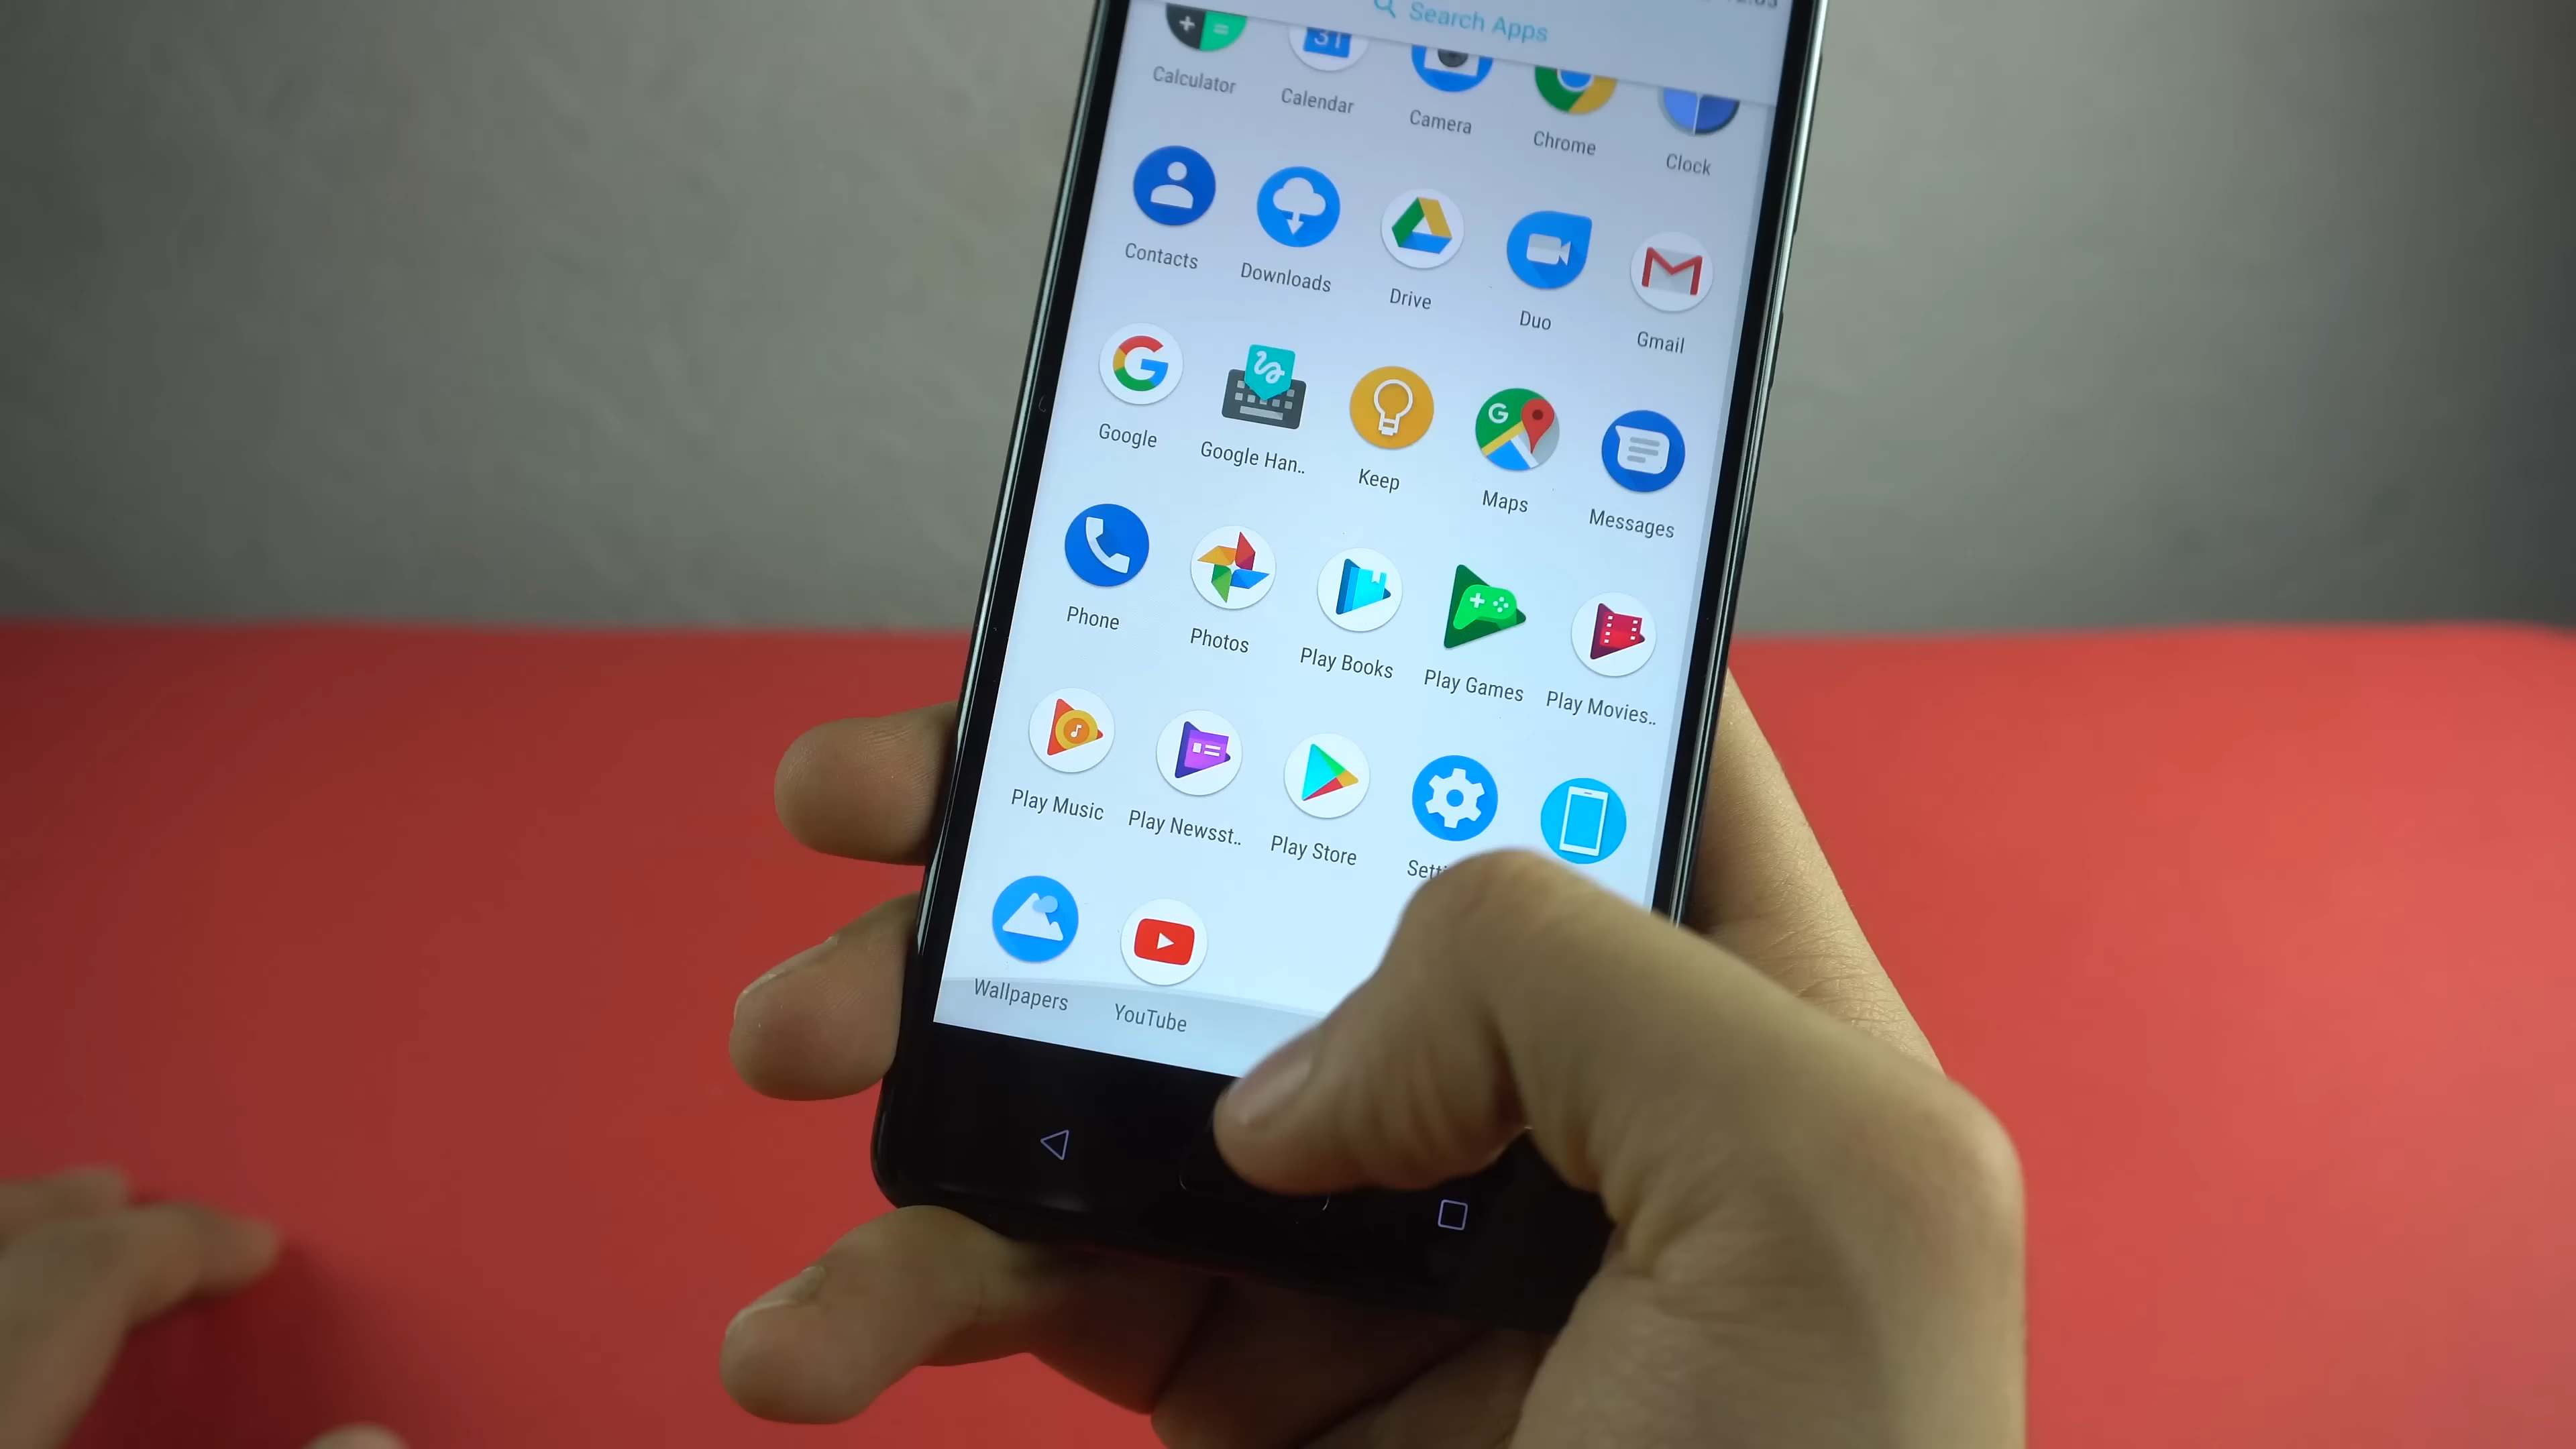 Search Apps
Calculator
Calendar
Camera
Chrome
Clock
Contacts
Downloads
Drive
Duo
Gmail
Google
Google Han..
Keep
Maps
Messages
Phone
Photos
Play Books
Play Games
Play Movies..
Play Music
Play Newsst..
Play Store
Wallpapers
YouTube